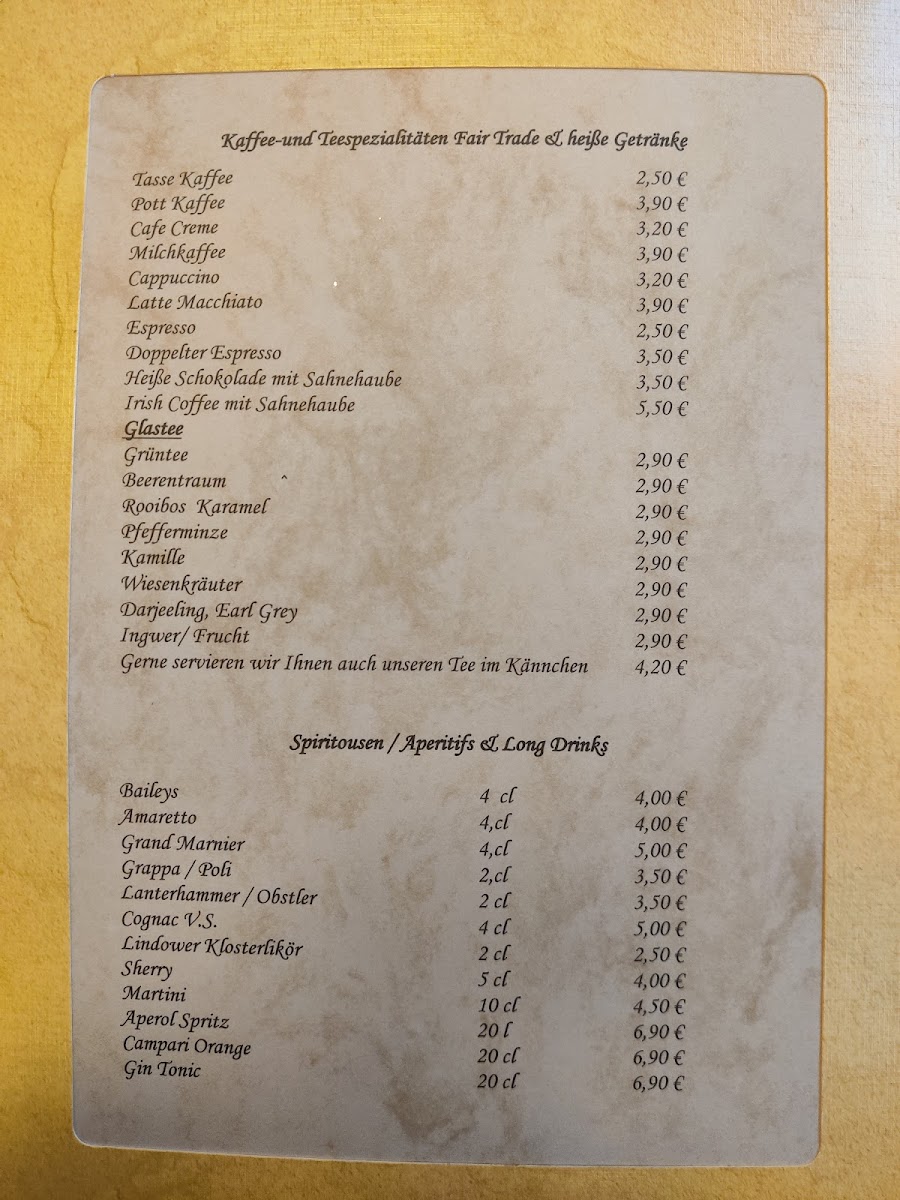 Kaffee-und Teespezialitäten Fair Trade & heiße Getränke
Tasse Kaffee 2,50 €
Pott Kaffee 3,90 €
Cafe Creme 3,20 €
Milchkaffee 3,90 €
Cappuccino 3,20 €
Latte Macchiato 3,90 €
Espresso 2,50 €
Doppelter Espresso 3,50 €
Heiße Schokolade mit Sahnehaube 3,50 €
Irish Coffee mit Sahnehaube 5,50 €
Glastee
Grüntee 2,90 €
Beerentraum ^ 2,90 €
Rooibos Karamel 2,90 €
Pfefferminze 2,90 €
Kamille 2,90 €
Wiesenkräuter 2,90 €
Darjeeling, Earl Grey 2,90 €
Ingwer/ Frucht 2,90 €
Gerne servieren wir Ihnen auch unseren Tee im Kännchen 4,20 €
Spiritousen / Aperitifs & Long Drinks
Baileys 4 cl 4,00 €
Amaretto 4,cl 4,00 €
Grand Marnier 4,cl 5,00 €
Grappa / Poli 2,cl 3,50 €
Lanterhammer / Obstler 2 cl 3,50 €
Cognac V.S. 4 cl 5,00 €
Lindower Klosterlikör 2 cl 2,50 €
Sherry 5 cl 4,00 €
Martini 10 cl 4,50 €
Aperol Spritz 20 l 6,90 €
Campari Orange 20 cl 6,90 €
Gin Tonic 20 cl 6,90 €